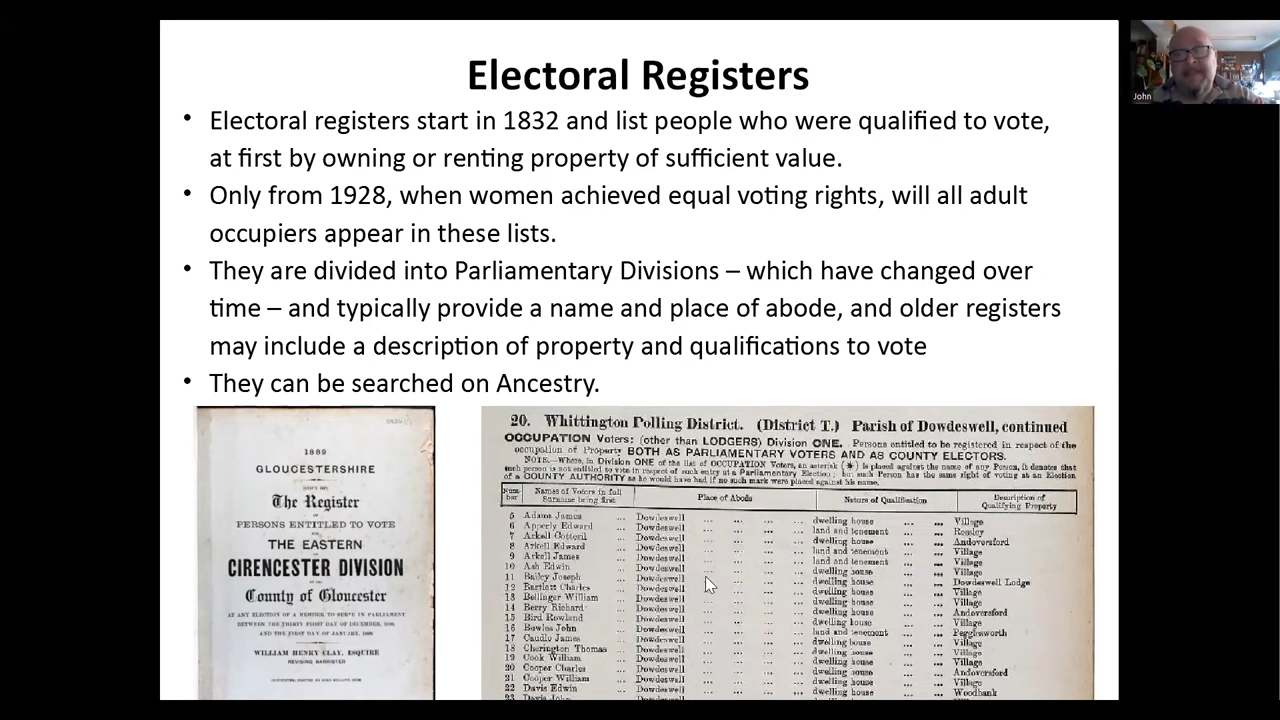 Electoral Registers
John
• Electoral registers start in 1832 and list people who were qualified to vote,
at first by owning or renting property of sufficient value.
• Only from 1928, when women achieved equal voting rights, will all adult
occupiers appear in these lists.
• They are divided into Parliamentary Divisions – which have changed over
time – and typically provide a name and place of abode, and older registers
may include a description of property and qualifications to vote
• They can be searched on Ancestry.
1889
GLOUCESTERSHIRE
The Register
OF
PERSONS ENTITLED TO VOTE
THE EASTERN
CIRENCESTER DIVISION
County of Gloucester
AT ANY ELECTION OF A MEMBER TO SERVE IN PARLIAMENT
BETWEEN THE THIRTY FIRST DAY OF DECEMBER,
AND THE FIRST DAY OF JANUARY,
WILLIAM HENRY CLAY, ESQUIRE
REVISING BARRISTER
20. Whittington Polling District. (District T.) Parish of Dowdeswell, continued
OCCUPATION Voters: (other than LODGERS) Division ONE. Persons entitled to be registered in respect of the
occupation of Property BOTH AS PARLIAMENTARY VOTERS AND AS COUNTY ELECTORS.
NOTE.—Where, in Division ONE of the list of OCCUPATION Voters, an asterisk (*) is placed against the name of any Person, it denotes that
such person is not entitled to vote in respect of such entry at a Parliamentary Election; but such Person has the same right of voting at an Election
of a COUNTY AUTHORITY as he would have had if no such mark were placed against his name.
Num- Names of Voters in full Place of Abode Nature of Qualification Description of
ber Surname being first Qualifying Property
5 Adams James ... Dowdeswell ... ... ... dwelling house ... ... Village
6 Apperly Edward ... Dowdeswell ... ... ... land and tenement ... ... Rossley
7 Arkell Cotteril ... Dowdeswell ... ... ... dwelling house ... ... Andoversford
8 Arkell Edward ... Dowdeswell ... ... ... land and tenement ... ... Village
9 Arkell James ... Dowdeswell ... ... ... land and tenement ... ... Village
10 Ash Edwin ... Dowdeswell ... ... ... dwelling house ... ... Village
11 Bailey Joseph ... Dowdeswell ... ... ... dwelling house ... ... Dowdeswell Lodge
12 Bartlett Charles ... Dowdeswell ... ... ... dwelling house ... ... Village
13 Bellinger William ... Dowdeswell ... ... ... dwelling house ... ... Village
14 Berry Richard ... Dowdeswell ... ... ... dwelling house ... ... Andoversford
15 Bird Rowland ... Dowdeswell ... ... ... dwelling house ... ... Village
16 Bowles John ... Dowdeswell ... ... ... land and tenement ... ... Pegglesworth
17 Caudle James ... Dowdeswell ... ... ... dwelling house ... ... Village
18 Cherington Thomas ... Dowdeswell ... ... ... dwelling house ... ... Village
19 Cook William ... Dowdeswell ... ... ... dwelling house ... ... Village
20 Cooper Charles ... Dowdeswell ... ... ... dwelling house ... ... Andoversford
21 Cooper William ... Dowdeswell ... ... ... dwelling house ... ... Village
22 Davis Edwin ... Dowdeswell ... ... ... dwelling house ... ... Woodbank